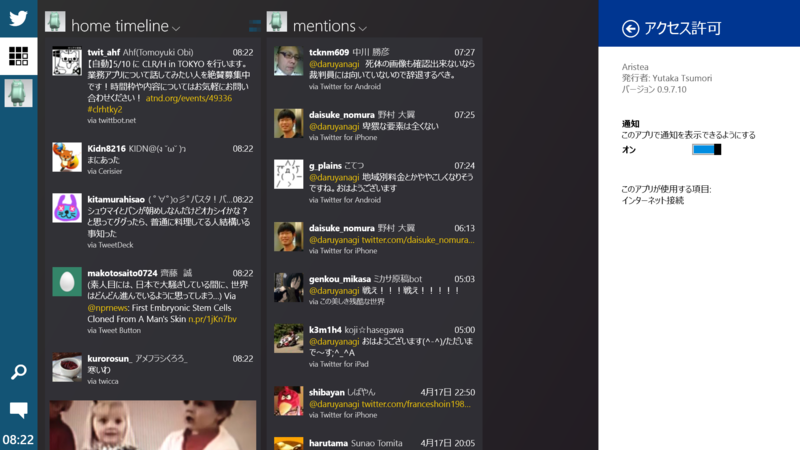 home timeline
twit_ahf Ahf(Tomoyuki Obi) 08:22
【自動】5/10 に CLR/H in TOKYO を行います。
業務アプリについて話してみたい人を絶賛募集中
です！時間枠や内容についてはお気軽にお問
い合わせください！ atnd.org/events/49336
#clrhtky2
via twittbot.net
Kidn8216 KIDN@(ฯ ˝ω˝ )ว 08:22
まにあった
via Cerisier
kitamurahisao ( ﾟ∀ﾟ)o彡°パスタ！パ... 08:22
シュウマイとパンが朝めしなんだけどオカシイかな？
と思ってググったら、普通に料理してる人結構いる
事知った
via TweetDeck
makotosaito0724 齊藤 誠 08:22
(素人目には、日本で大騒ぎしている間に、世界
はどんどん進んでいるように思ってしまう...) Via
@nprnews: First Embryonic Stem Cells
Cloned From A Man's Skin n.pr/1jKn7bv
via Tweet Button
kurorosun_ アメフラシくろろ_ 08:22
寒いわ
via twicca
08:22
mentions
tcknm609 中川 勝彦 07:27
@daruyanagi 死体の画像も確認出来ないなら
裁判員には向いていないので辞退するべき。
via Twitter for Android
daisuke_nomura 野村 大翼 07:25
@daruyanagi 卑猥な要素は全くない
via Twitter for iPhone
g_plains こてつ 07:24
@daruyanagi 地域別料金とかややこしくなりそう
ですね。おはようございます
via Twitter for Android
daisuke_nomura 野村 大翼 06:13
@daruyanagi twitter.com/daisuke_nomura...
via Twitter for iPhone
genkou_mikasa ミカサ原稿bot 05:03
@daruyanagi 戦え！！！戦え！！！！！
via この美しき残酷な世界
k3m1h4 koji☆hasegawa 05:00
@daruyanagi おはようございます(^-^)/ただいま
で〜す;^_^A
via Twitter for iPad
shibayan しばやん 4月17日 22:50
@daruyanagi twitter.com/franceshoin198...
via Twitter for iPhone
harutama Sunao Tomita 4月17日 20:05
アクセス許可
Aristea
発行者: Yutaka Tsumori
バージョン 0.9.7.10
通知
このアプリで通知を表示できるようにする
オン
このアプリが使用する項目:
インターネット接続